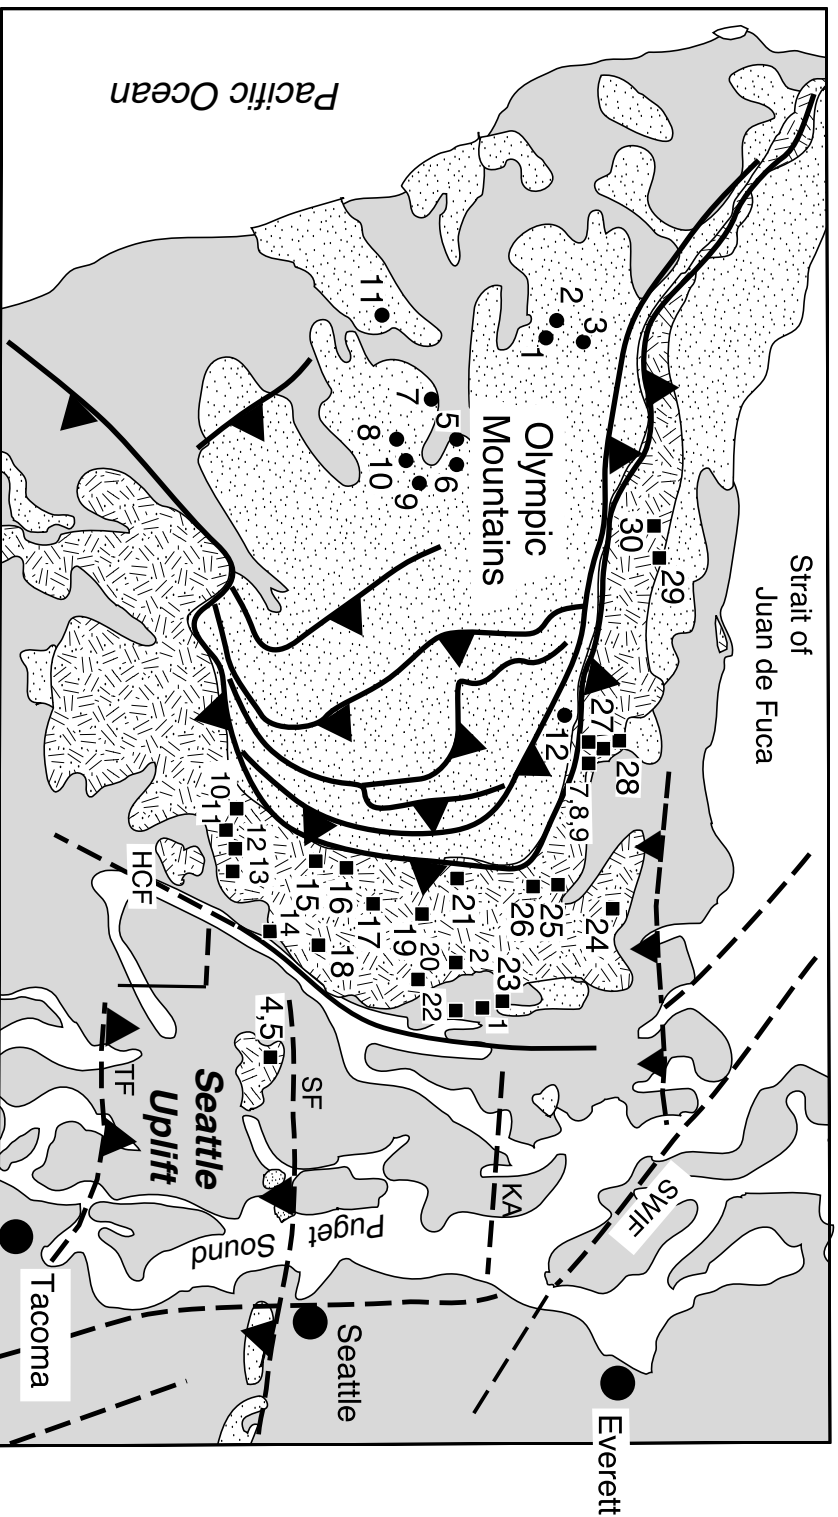 Pacific Ocean
Strait of
Juan de Fuca
Olympic
Mountains
11
2
3
1
7
5
8
10
9
6
30
29
27
28
12
7,8,9
10
11
12
13
15
16
17
14
18
19
20
21
2
22
1
23
26
25
24
4,5
HCF
TF
SF
KA
SWIF
Seattle
Uplift
Puget
Sound
Tacoma
Seattle
Everett